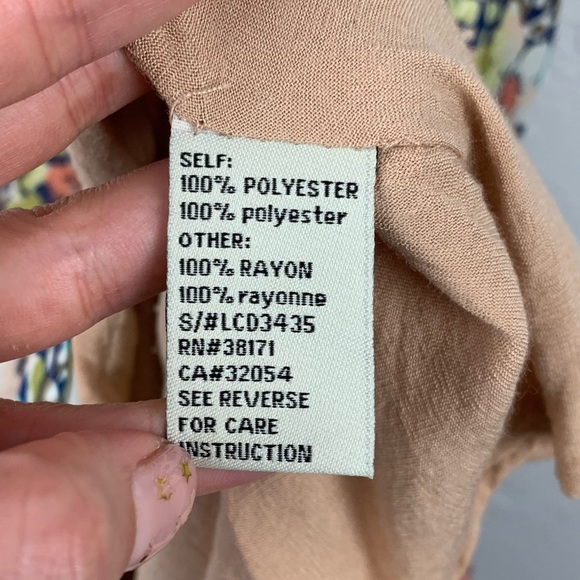 SELF:
100% POLYESTER
100% polyester
OTHER:
100% RAYON
100% rayonne
S/#LCD3435
RN#38171
CA#32054
SEE REVERSE
FOR CARE
INSTRUCTION